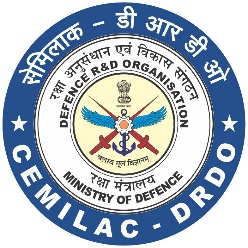 सेमिलाक - डी आर डी ओ
रक्षा अनुसंधान एवं विकास संगठन
DEFENCE R&D ORGANISATION
बलस्य मूलं विज्ञानम्
रक्षा मंत्रालय
MINISTRY OF DEFENCE
CEMILAC - DRDO